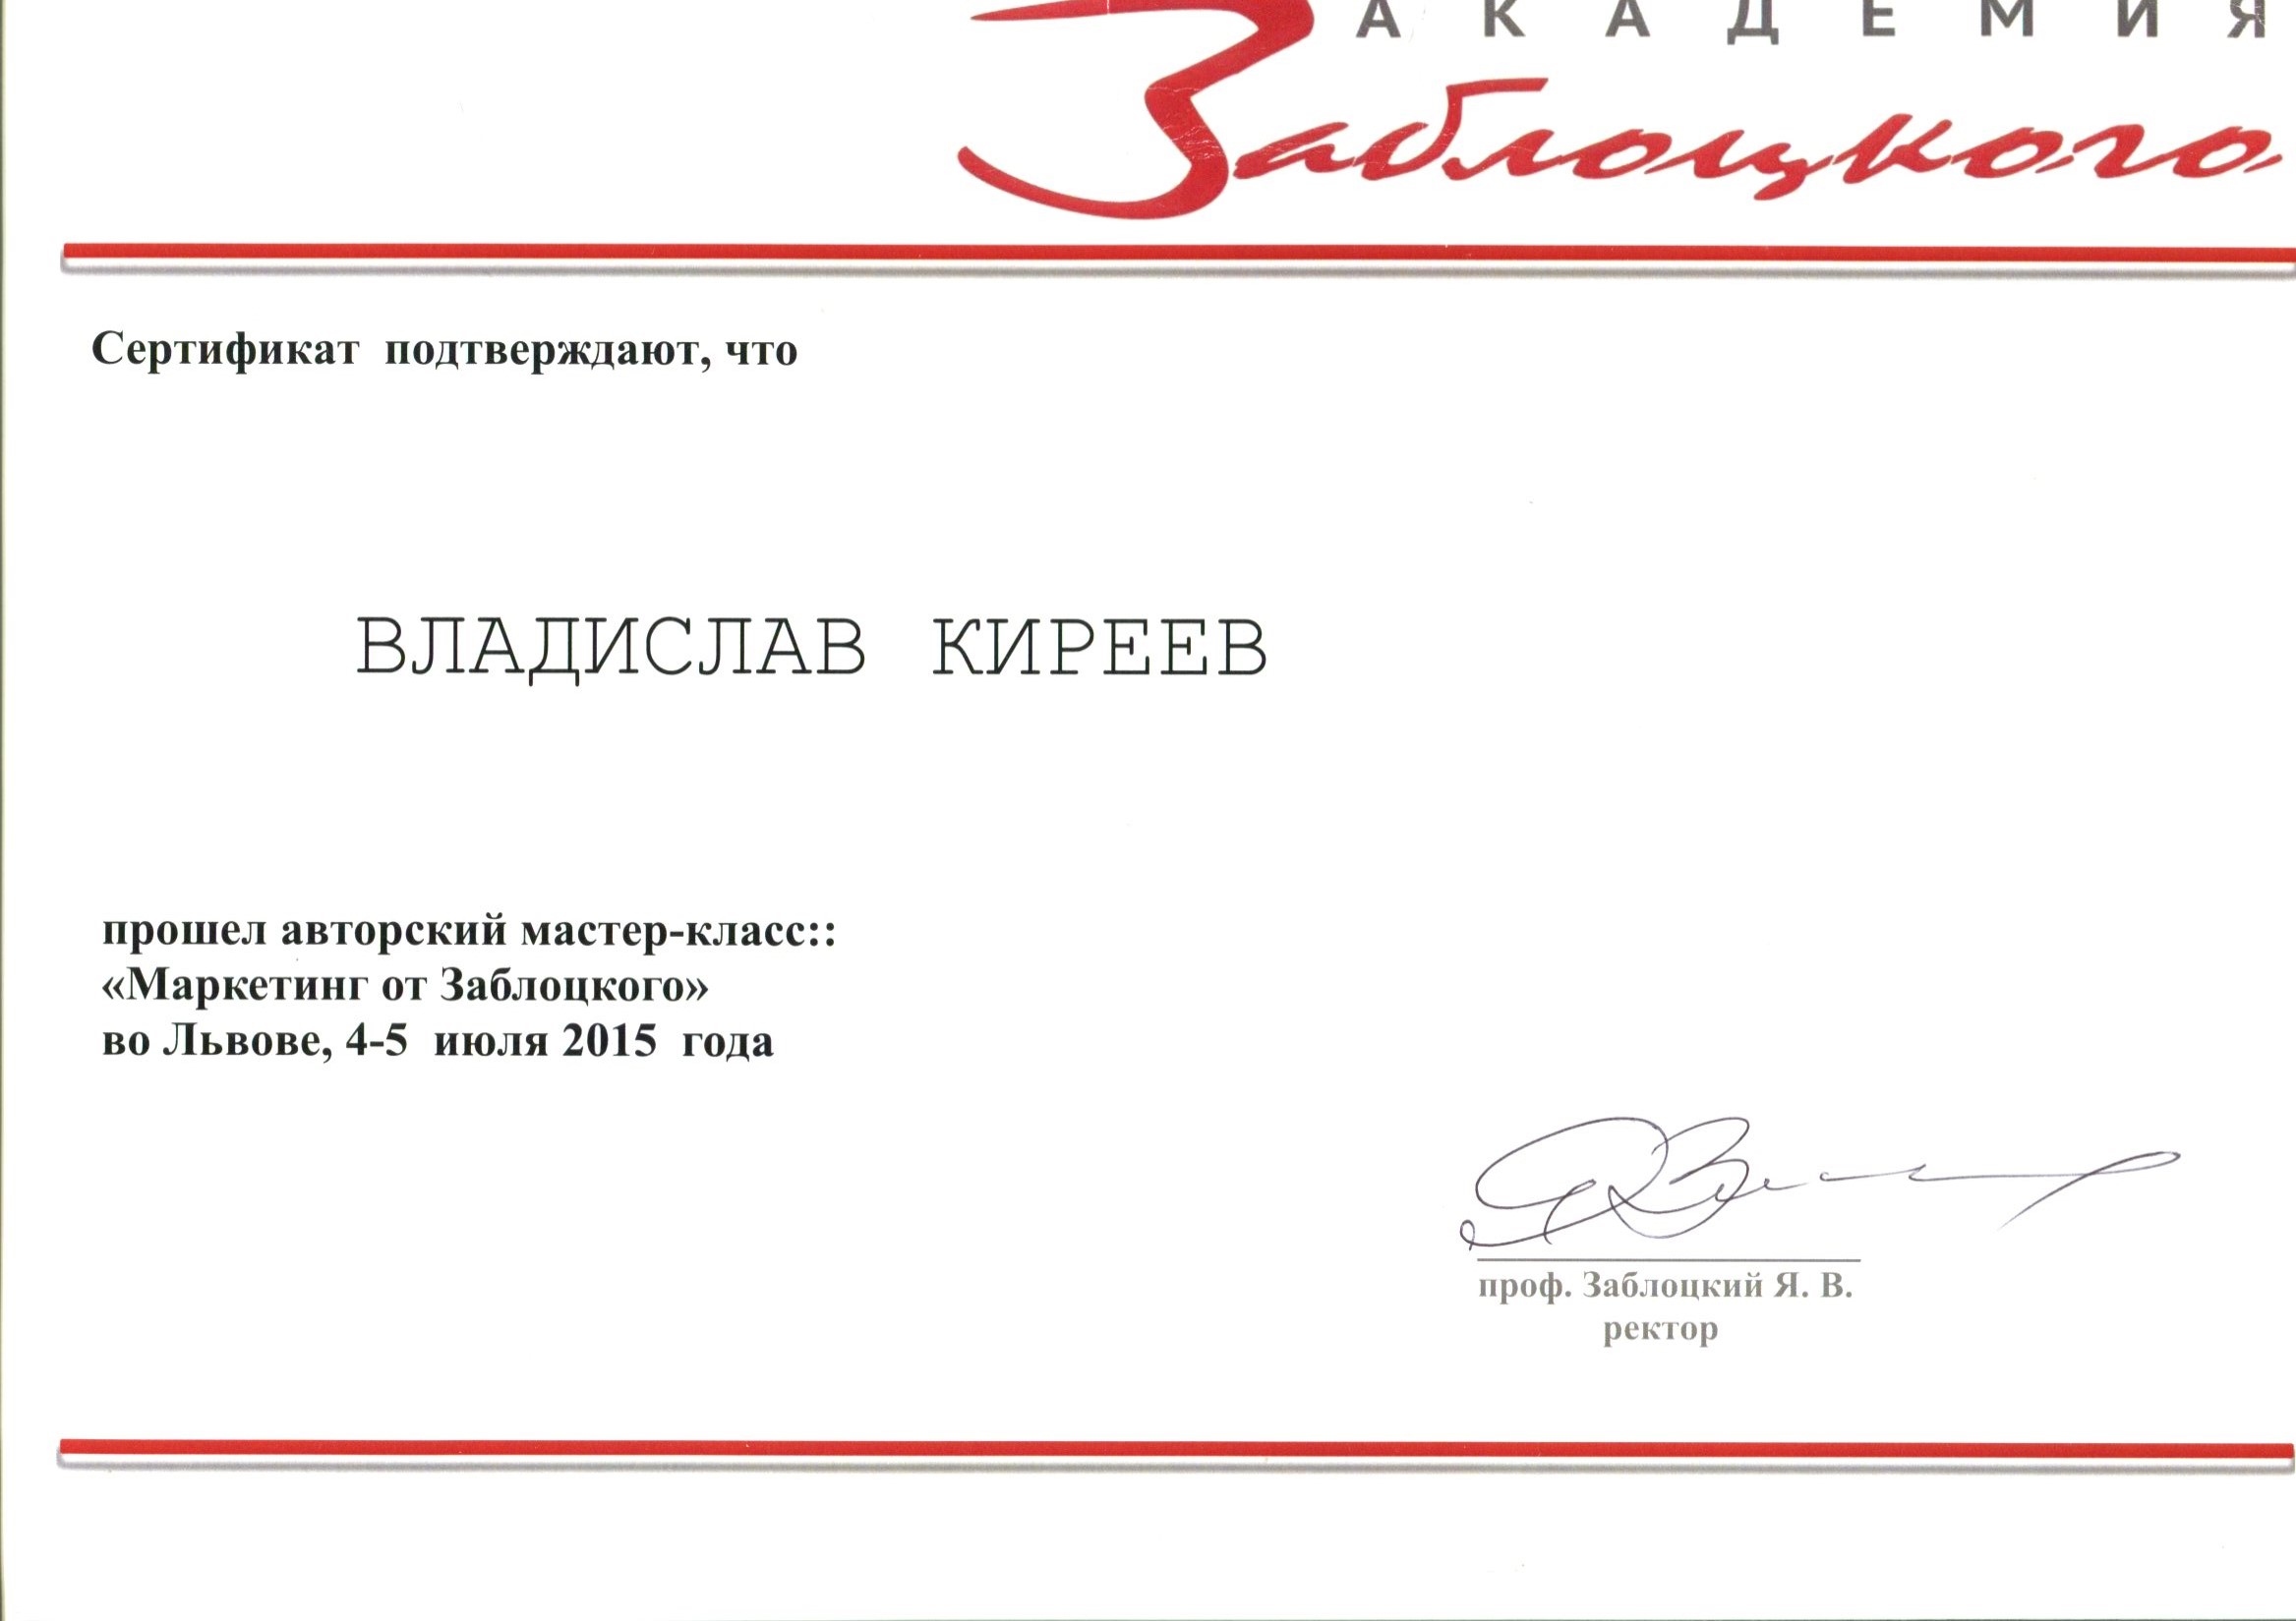 АКАДЕМИЯ
Заблоцкого
Сертификат подтверждают, что
ВЛАДИСЛАВ КИРЕЕВ
прошел авторский мастер-класс::
«Маркетинг от Заблоцкого»
во Львове, 4-5 июля 2015 года
проф. Заблоцкий Я. В.
ректор